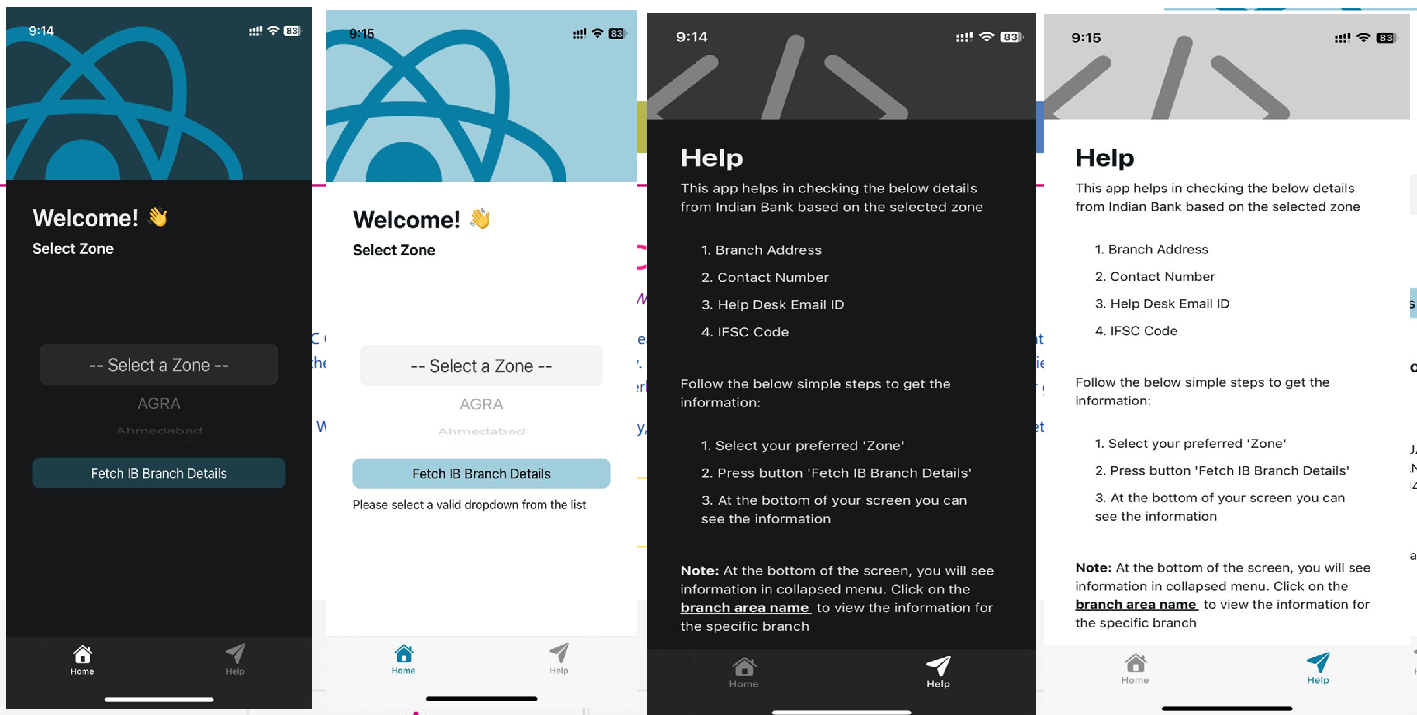 9:14
83
Welcome! 👋
Select Zone
-- Select a Zone --
AGRA
Ahmedabad
Fetch IB Branch Details
Home
Help
9:15
83
Welcome! 👋
Select Zone
-- Select a Zone --
AGRA
Ahmedabad
Fetch IB Branch Details
Please select a valid dropdown from the list
Home
Help
9:14
83
Help
This app helps in checking the below details
from Indian Bank based on the selected zone
1. Branch Address
2. Contact Number
3. Help Desk Email ID
4. IFSC Code
Follow the below simple steps to get the
information:
1. Select your preferred 'Zone'
2. Press button 'Fetch IB Branch Details'
3. At the bottom of your screen you can
see the information
Note: At the bottom of the screen, you will see
information in collapsed menu. Click on the
branch area name to view the information for
the specific branch
Home
Help
9:15
83
Help
This app helps in checking the below details
from Indian Bank based on the selected zone
1. Branch Address
2. Contact Number
3. Help Desk Email ID
4. IFSC Code
Follow the below simple steps to get the
information:
1. Select your preferred 'Zone'
2. Press button 'Fetch IB Branch Details'
3. At the bottom of your screen you can
see the information
Note: At the bottom of the screen, you will see
information in collapsed menu. Click on the
branch area name to view the information for
the specific branch
Home
Help